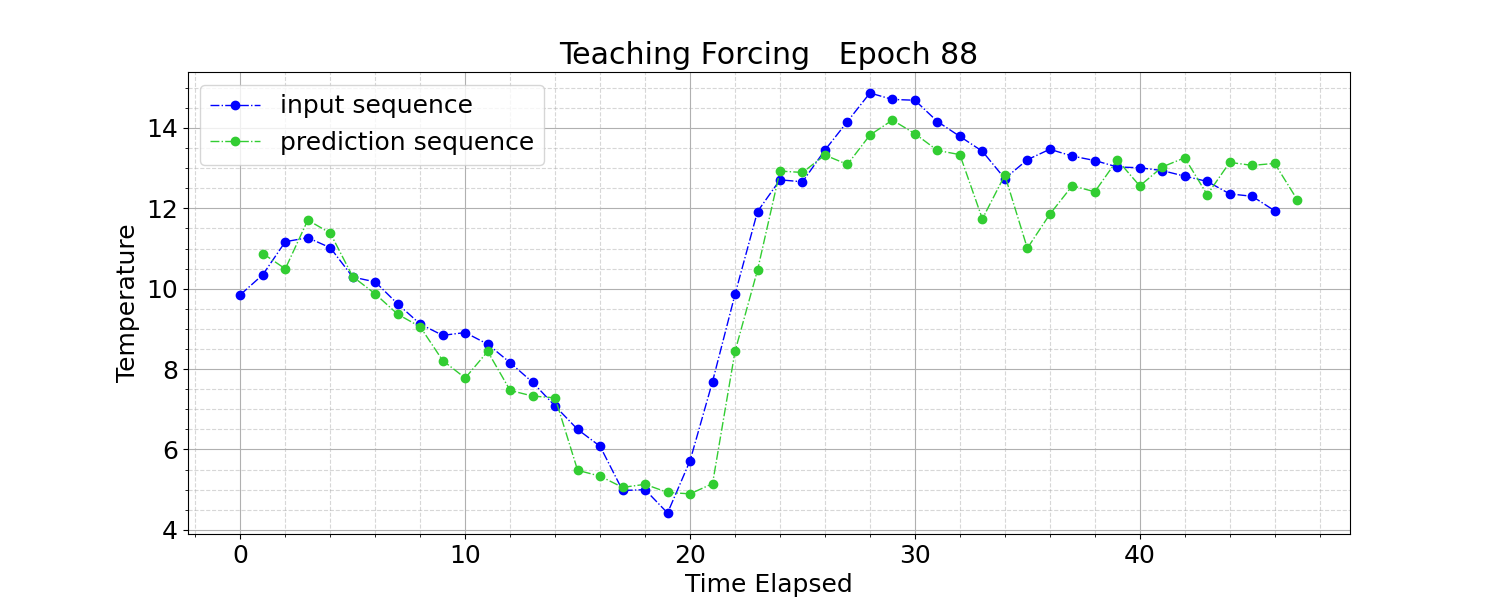 Teaching Forcing   Epoch 88
input sequence
prediction sequence
14
12
10
8
6
4
Temperature
0 10 20 30 40
Time Elapsed